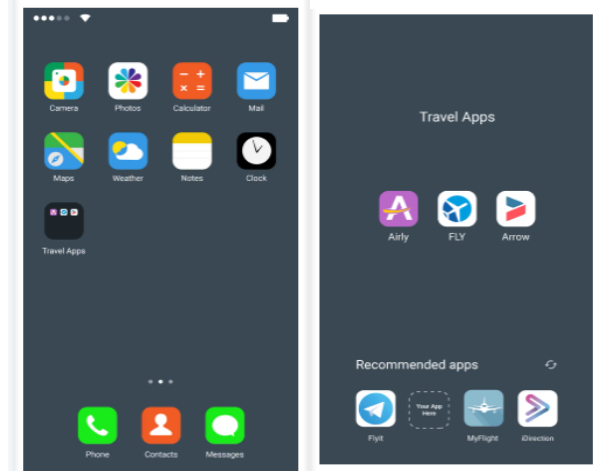 Camera Photos Calculator Mail
Maps Weather Notes Clock
Travel Apps
Phone Contacts Messages
Travel Apps
Airly FLY Arrow
Recommended apps
Your App
Here
Flyit MyFlight iDirection